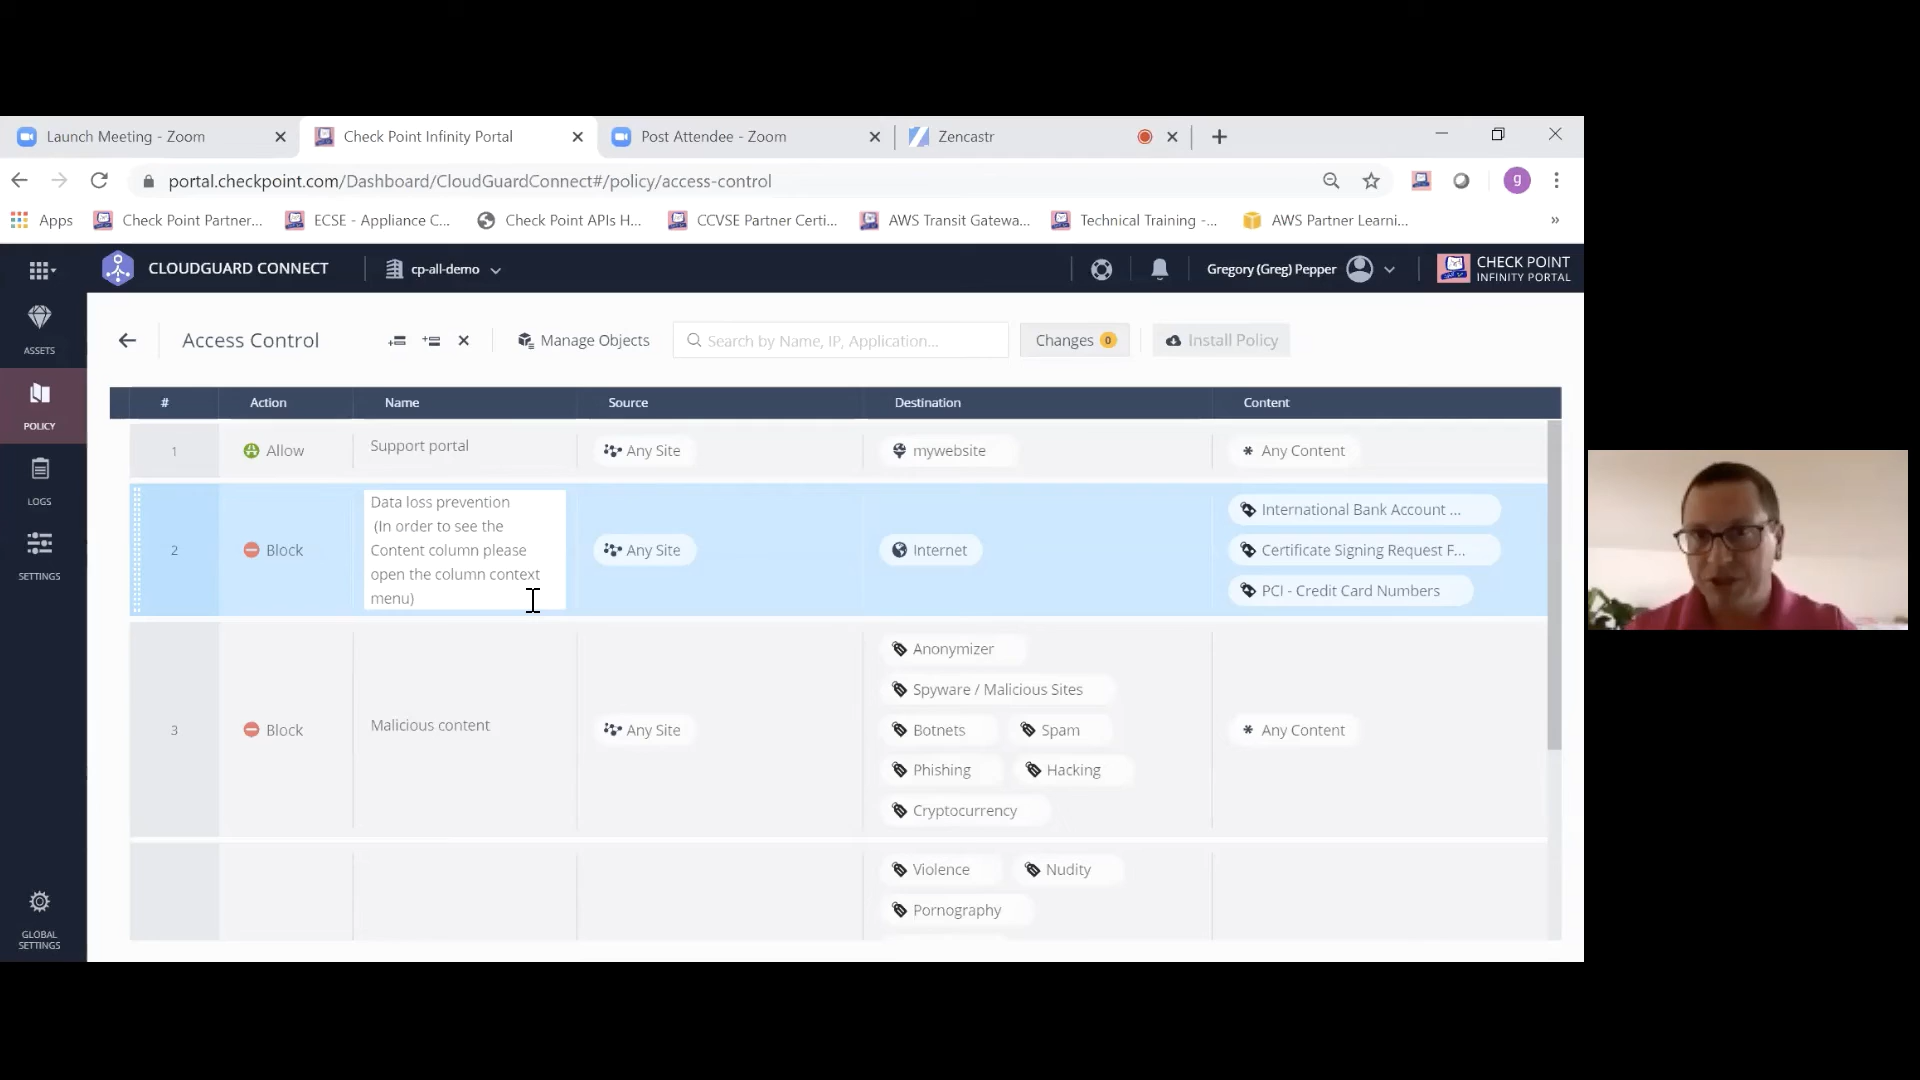 Launch Meeting - Zoom
Check Point Infinity Portal
Post Attendee - Zoom
Zencastr
portal.checkpoint.com/Dashboard/CloudGuardConnect#/policy/access-control
g
Apps
Check Point Partner...
ECSE - Appliance C...
Check Point APIs H...
CCVSE Partner Certi...
AWS Transit Gatewa...
Technical Training -...
AWS Partner Learni...
»
CLOUDGUARD CONNECT
cp-all-demo
Gregory (Greg) Pepper
CHECK POINT
INFINITY PORTAL
ASSETS
POLICY
LOGS
SETTINGS
GLOBAL
SETTINGS
Access Control
Manage Objects
Search by Name, IP, Application...
Changes 0
Install Policy
# Action Name Source Destination Content
1 Allow Support portal Any Site mywebsite * Any Content
2 Block
Data loss prevention
(In order to see the
Content column please
open the column context
menu)
Any Site
Internet
International Bank Account ...
Certificate Signing Request F...
PCI - Credit Card Numbers
3 Block Malicious content Any Site
Anonymizer
Spyware / Malicious Sites
Botnets Spam
Phishing Hacking
Cryptocurrency
* Any Content
Violence Nudity
Pornography